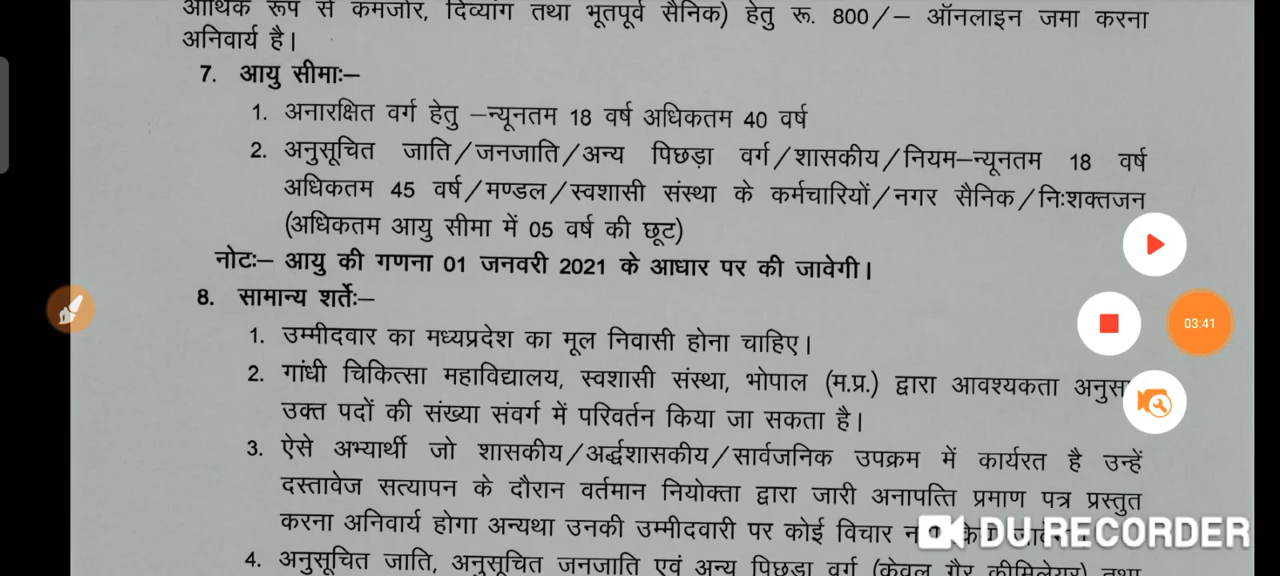 आर्थिक रूप से कमजोर, दिव्यांग तथा भूतपूर्व सैनिक) हेतु रू. 800/– ऑनलाइन जमा करना
अनिवार्य है।
7. आयु सीमाः–
1. अनारक्षित वर्ग हेतु –न्यूनतम 18 वर्ष अधिकतम 40 वर्ष
2. अनुसूचित जाति/जनजाति/अन्य पिछड़ा वर्ग/शासकीय/नियम–न्यूनतम 18 वर्ष
अधिकतम 45 वर्ष/मण्डल/स्वशासी संस्था के कर्मचारियों/नगर सैनिक/निःशक्तजन
(अधिकतम आयु सीमा में 05 वर्ष की छूट)
नोटः– आयु की गणना 01 जनवरी 2021 के आधार पर की जावेगी।
8. सामान्य शर्तेः–
1. उम्मीदवार का मध्यप्रदेश का मूल निवासी होना चाहिए।
03:41
2. गांधी चिकित्सा महाविद्यालय, स्वशासी संस्था, भोपाल (म.प्र.) द्वारा आवश्यकता
उक्त पदों की संख्या संवर्ग में परिवर्तन किया जा सकता है।
3. ऐसे अभ्यार्थी जो शासकीय/अर्द्धशासकीय/सार्वजनिक उपक्रम में कार्यरत है उन्हें
दस्तावेज सत्यापन के दौरान वर्तमान नियोक्ता द्वारा जारी अनापत्ति प्रमाण पत्र प्रस्तुत
करना अनिवार्य होगा अन्यथा उनकी उम्मीदवारी पर कोई विचार
DU RECORDER
4. अनुसूचित जाति, अनुसूचित जनजाति एवं अन्य पिछड़ा वर्ग (केवल गैर क्रीमिलेयर) तथा